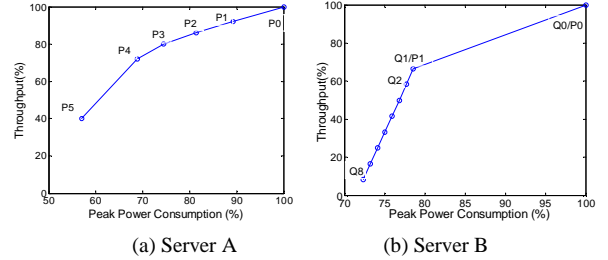 100
80
60
40
20
0
Throughput(%)
P5
P4
P3
P2
P1
P0
50
60
70
80
90
100
Peak Power Consumption (%)
(a) Server A
100
80
60
40
20
0
Throughput(%)
Q8
Q2
Q1/P1
Q0/P0
70
75
80
85
90
95
100
Peak Power Consumption (%)
(b) Server B